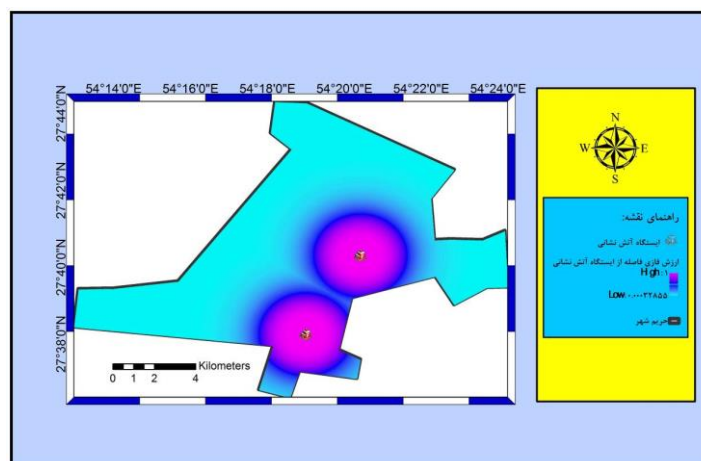 54°14'0"E 54°16'0"E 54°18'0"E 54°20'0"E 54°22'0"E 54°24'0"E
27°44'0"N
27°42'0"N
27°40'0"N
27°38'0"N
Kilometers
0 1 2 4
N
W E
S
راهنمای نقشه:
ایستگاه آتش نشانی
ارزش فازی فاصله از ایستگاه آتش نشانی
High : ۱
Low : ۰.۰۰۰۳۲۸۵۵
حریم شهر